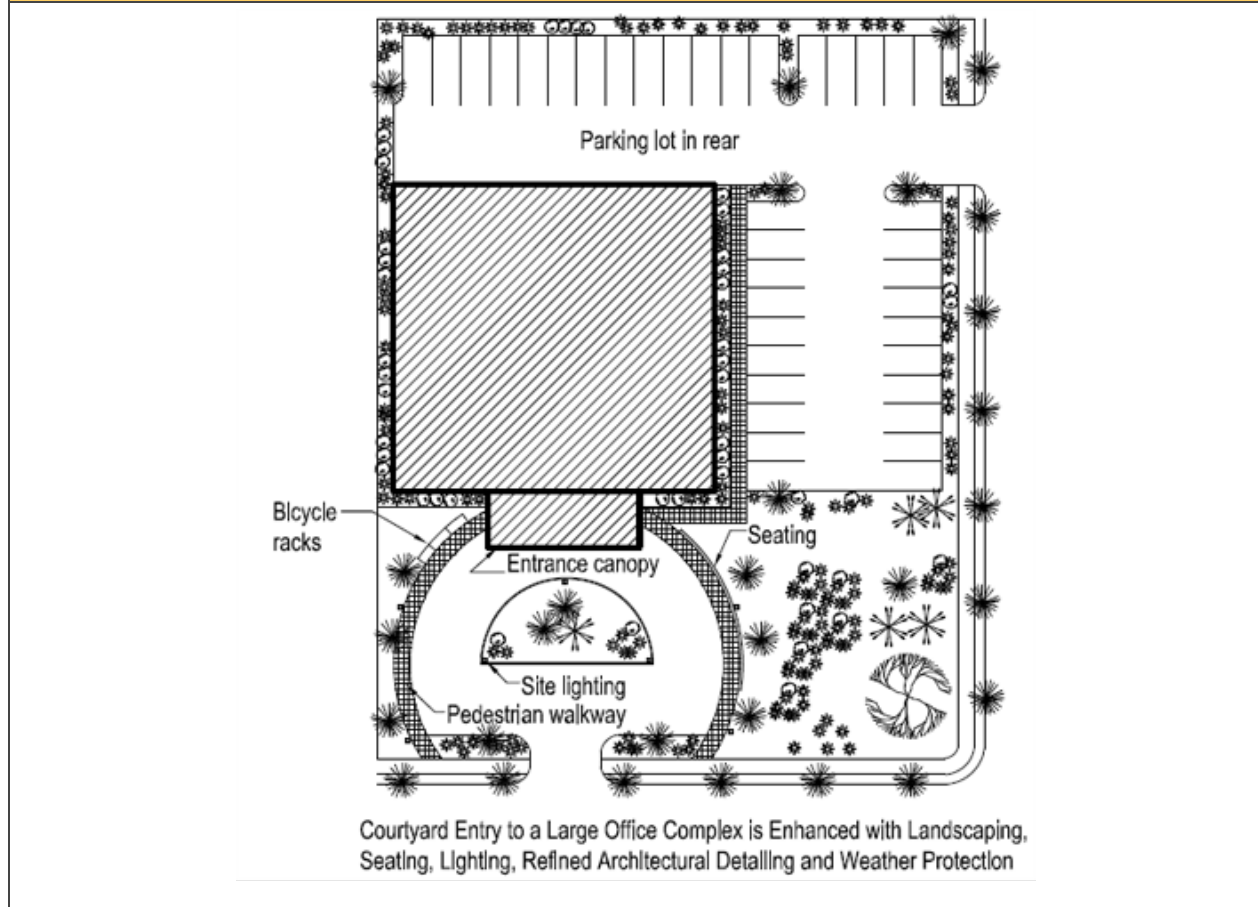 Parking lot in rear
Bicycle
racks
Seating
Entrance canopy
Site lighting
Pedestrian walkway
Courtyard Entry to a Large Office Complex is Enhanced with Landscaping,
Seating, Lighting, Refined Architectural Detailing and Weather Protection